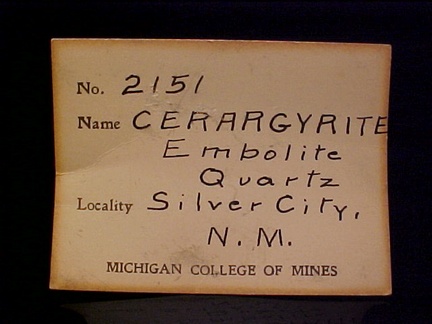 No. 2151
Name CERARGYRITE
Embolite
Quartz
Locality Silver City,
N.M.
MICHIGAN COLLEGE OF MINES